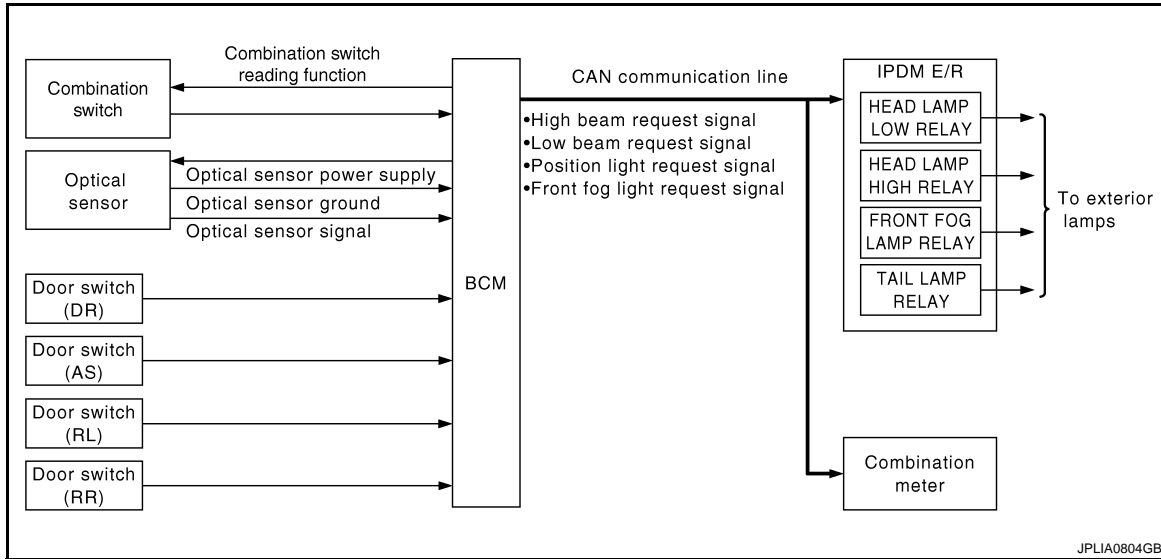 Combination switch
reading function
Combination
switch
Optical
sensor
Optical sensor power supply
Optical sensor ground
Optical sensor signal
Door switch
(DR)
Door switch
(AS)
Door switch
(RL)
Door switch
(RR)
BCM
CAN communication line
•High beam request signal
•Low beam request signal
•Position light request signal
•Front fog light request signal
IPDM E/R
HEAD LAMP
LOW RELAY
HEAD LAMP
HIGH RELAY
FRONT FOG
LAMP RELAY
TAIL LAMP
RELAY
To exterior
lamps
Combination
meter
JPLIA0804GB